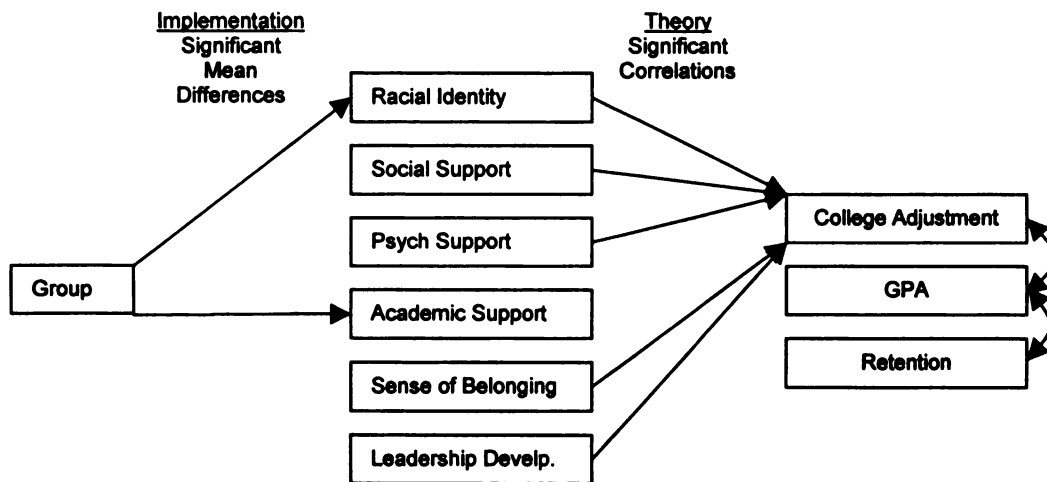 Implementation
Significant
Mean
Differences
Theory
Significant
Correlations
Racial Identity
Social Support
Psych Support
College Adjustment
Group
GPA
Academic Support
Retention
Sense of Belonging
Leadership Develp.